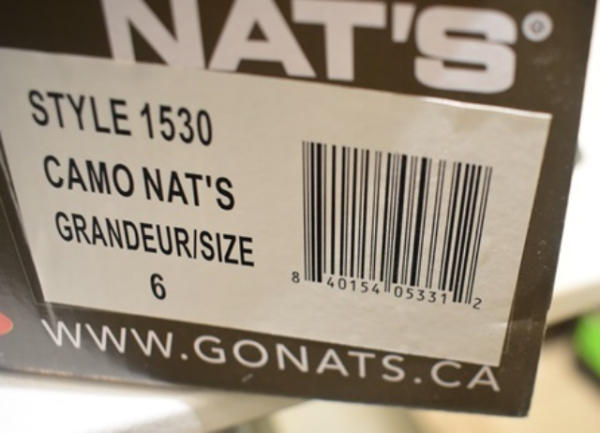 NAT'S®
STYLE 1530
CAMO NAT'S
GRANDEUR/SIZE
6
8 40154 05331 2
WWW.GONATS.CA